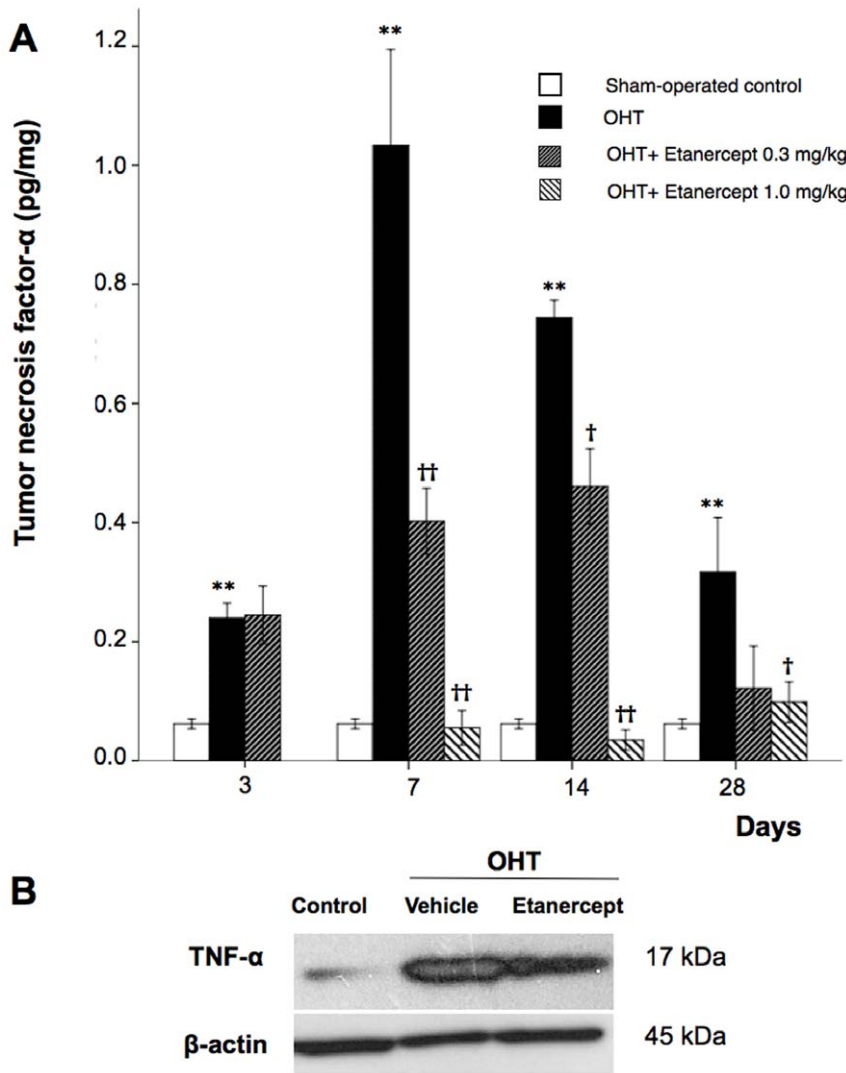 A
Tumor necrosis factor-α (pg/mg)
1.2
1.0
0.8
0.6
0.4
0.2
0.0
**
**
**
**
††
††
†
††
†
Sham-operated control
OHT
OHT+ Etanercept 0.3 mg/kg
OHT+ Etanercept 1.0 mg/kg
3 7 14 28
Days
B
OHT
Control Vehicle Etanercept
TNF-α 17 kDa
β-actin 45 kDa